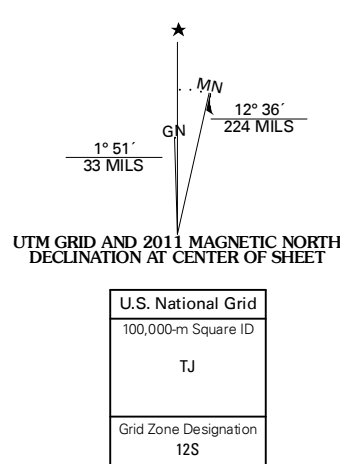 ★
MN
12° 36´
224 MILS
GN
1° 51´
33 MILS
UTM GRID AND 2011 MAGNETIC NORTH
DECLINATION AT CENTER OF SHEET
U.S. National Grid
100,000-m Square ID
TJ
Grid Zone Designation
12S